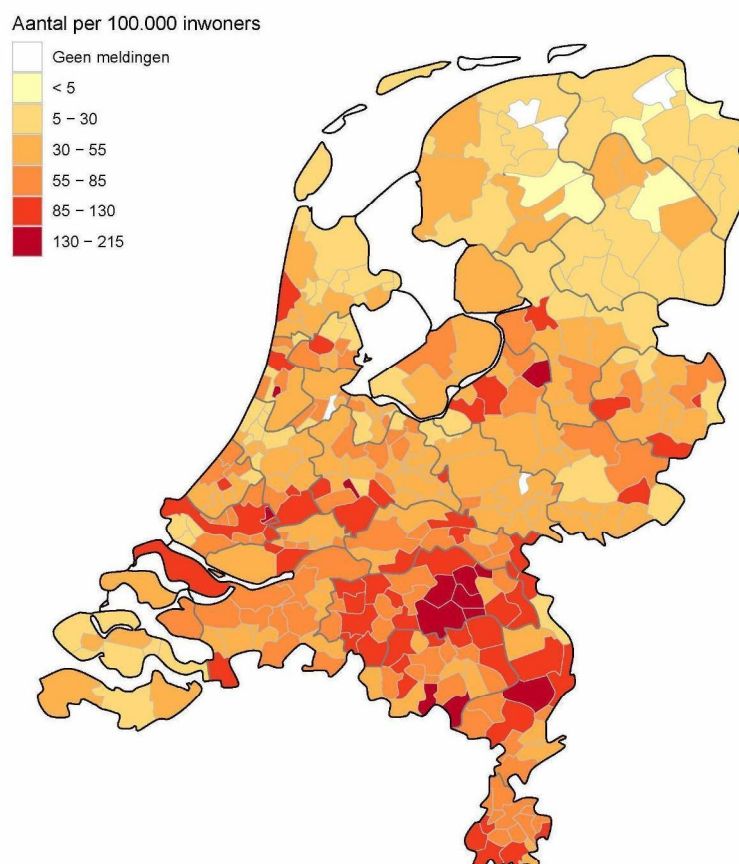 Aantal per 100.000 inwoners
Geen meldingen
< 5
5 − 30
30 − 55
55 − 85
85 − 130
130 − 215